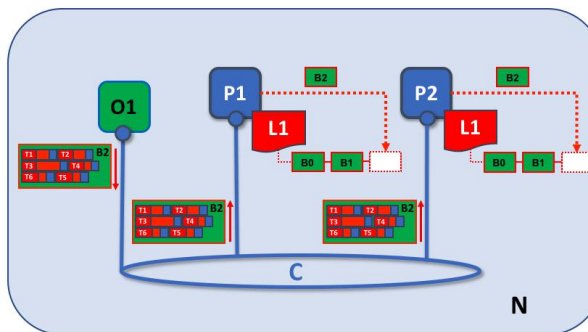 O1
P1
B2
P2
B2
L1
L1
B0 B1
B0 B1
T1 T2 B2
T3 T4
T6 T5
T1 T2 B2
T3 T4
T6 T5
T1 T2 B2
T3 T4
T6 T5
C
N